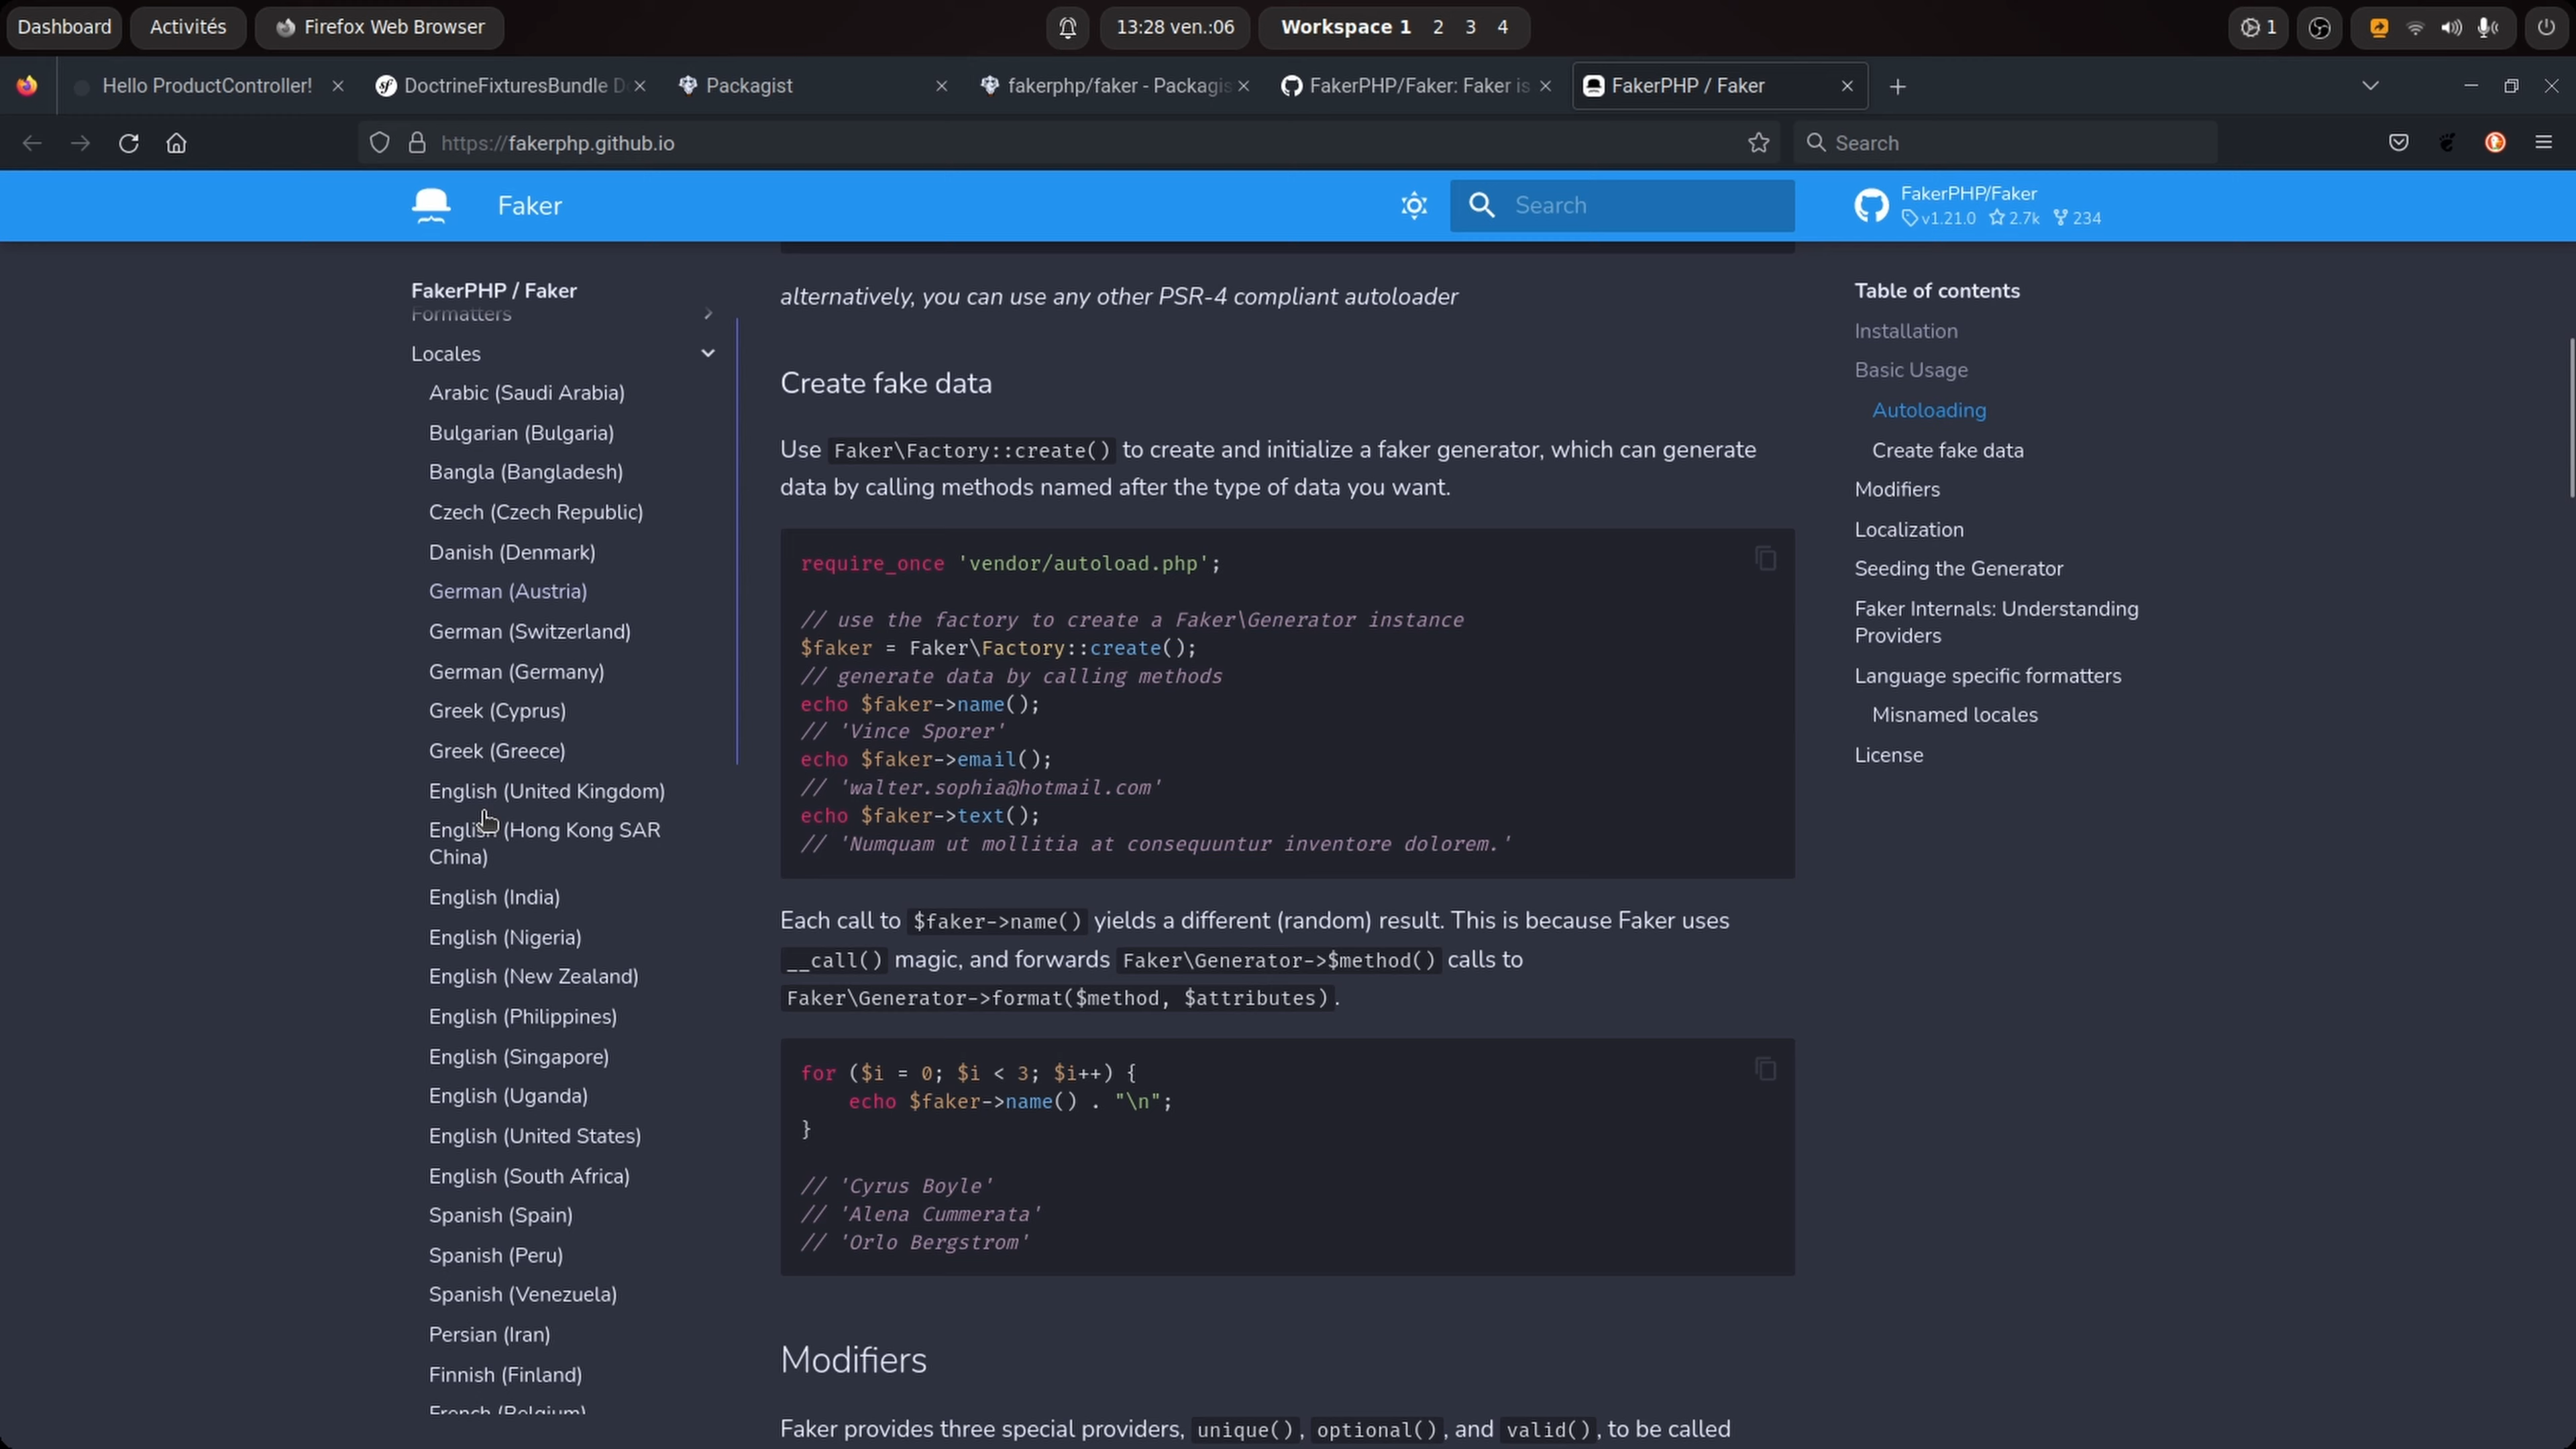 Dashboard
Activités
Firefox Web Browser
13:28 ven.:06
Workspace 1 2 3 4
1
Hello ProductController!
DoctrineFixturesBundle D
Packagist
fakerphp/faker - Packagis
FakerPHP/Faker: Faker is
FakerPHP / Faker
https://fakerphp.github.io
Search
Faker
Search
FakerPHP/Faker
v1.21.0 2.7k 234
FakerPHP / Faker
Formatters
Locales
Arabic (Saudi Arabia)
Bulgarian (Bulgaria)
Bangla (Bangladesh)
Czech (Czech Republic)
Danish (Denmark)
German (Austria)
German (Switzerland)
German (Germany)
Greek (Cyprus)
Greek (Greece)
English (United Kingdom)
English (Hong Kong SAR
China)
English (India)
English (Nigeria)
English (New Zealand)
English (Philippines)
English (Singapore)
English (Uganda)
English (United States)
English (South Africa)
Spanish (Spain)
Spanish (Peru)
Spanish (Venezuela)
Persian (Iran)
Finnish (Finland)
French (Belgium)
alternatively, you can use any other PSR-4 compliant autoloader
Create fake data
Use Faker\Factory::create() to create and initialize a faker generator, which can generate
data by calling methods named after the type of data you want.
require_once 'vendor/autoload.php';
// use the factory to create a Faker\Generator instance
$faker = Faker\Factory::create();
// generate data by calling methods
echo $faker->name();
// 'Vince Sporer'
echo $faker->email();
// 'walter.sophia@hotmail.com'
echo $faker->text();
// 'Numquam ut mollitia at consequuntur inventore dolorem.'
Each call to $faker->name() yields a different (random) result. This is because Faker uses
__call() magic, and forwards Faker\Generator->$method() calls to
Faker\Generator->format($method, $attributes).
for ($i = 0; $i < 3; $i++) {
    echo $faker->name() . "\n";
}
// 'Cyrus Boyle'
// 'Alena Cummerata'
// 'Orlo Bergstrom'
Modifiers
Faker provides three special providers, unique(), optional(), and valid(), to be called
Table of contents
Installation
Basic Usage
Autoloading
Create fake data
Modifiers
Localization
Seeding the Generator
Faker Internals: Understanding
Providers
Language specific formatters
Misnamed locales
License